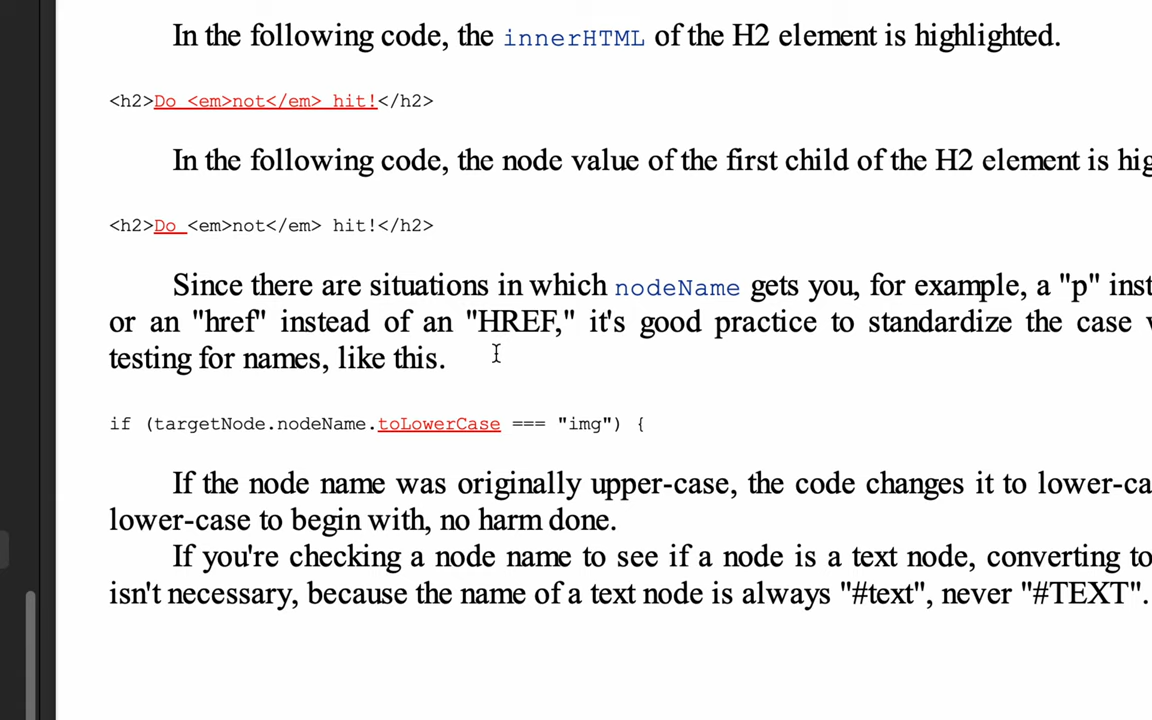 In the following code, the innerHTML of the H2 element is highlighted.
<h2>Do <em>not</em> hit!</h2>
In the following code, the node value of the first child of the H2 element is
<h2>Do <em>not</em> hit!</h2>
Since there are situations in which nodeName gets you, for example, a "p"
or an "href" instead of an "HREF," it's good practice to standardize the case
testing for names, like this.
if (targetNode.nodeName.toLowerCase === "img") {
If the node name was originally upper-case, the code changes it to
lower-case to begin with, no harm done.
If you're checking a node name to see if a node is a text node, converting to
isn't necessary, because the name of a text node is always "#text", never "#TEXT".